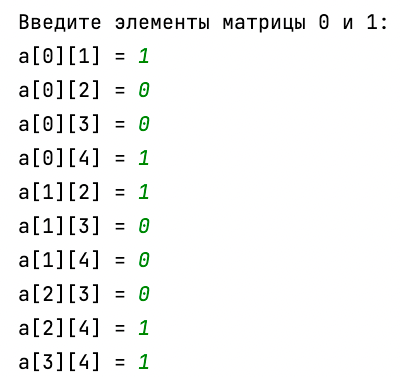 Введите элементы матрицы 0 и 1:
a[0][1] = 1
a[0][2] = 0
a[0][3] = 0
a[0][4] = 1
a[1][2] = 1
a[1][3] = 0
a[1][4] = 0
a[2][3] = 0
a[2][4] = 1
a[3][4] = 1